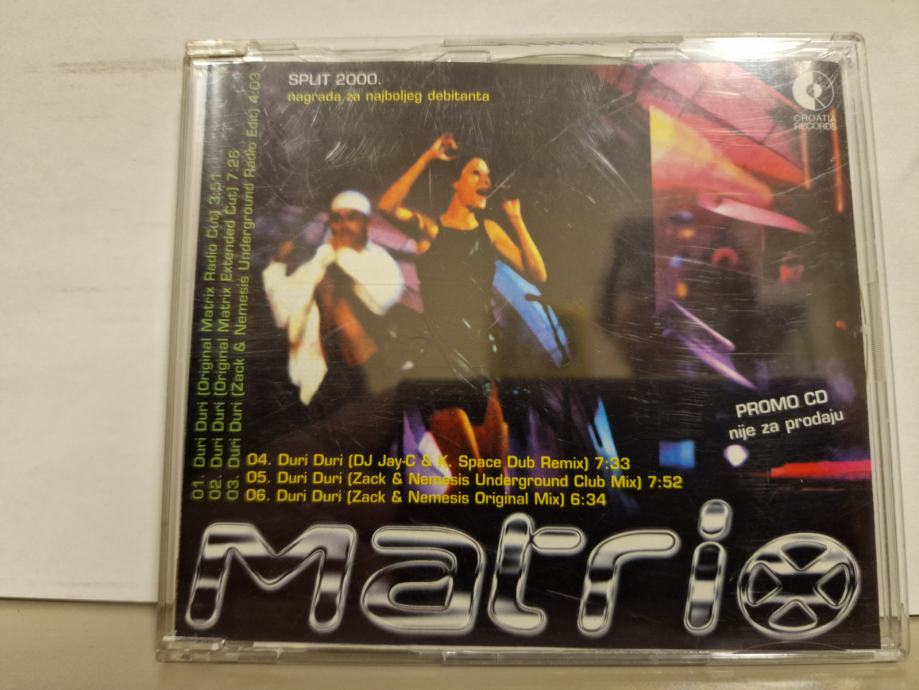 SPLIT 2000.
nagrada za najboljeg debitanta
CROATIA
RECORDS
01. Duri Duri (Original Matrix Radio Cut) 3:51
02. Duri Duri (Original Matrix Extended Cut) 7:26
03. Duri Duri (Zack & Nemesis Underground Radio Edit) 4:03
PROMO CD
nije za prodaju
04. Duri Duri (DJ Jay-C & K. Space Dub Remix) 7:33
05. Duri Duri (Zack & Nemesis Underground Club Mix) 7:52
06. Duri Duri (Zack & Nemesis Original Mix) 6:34
Matrix